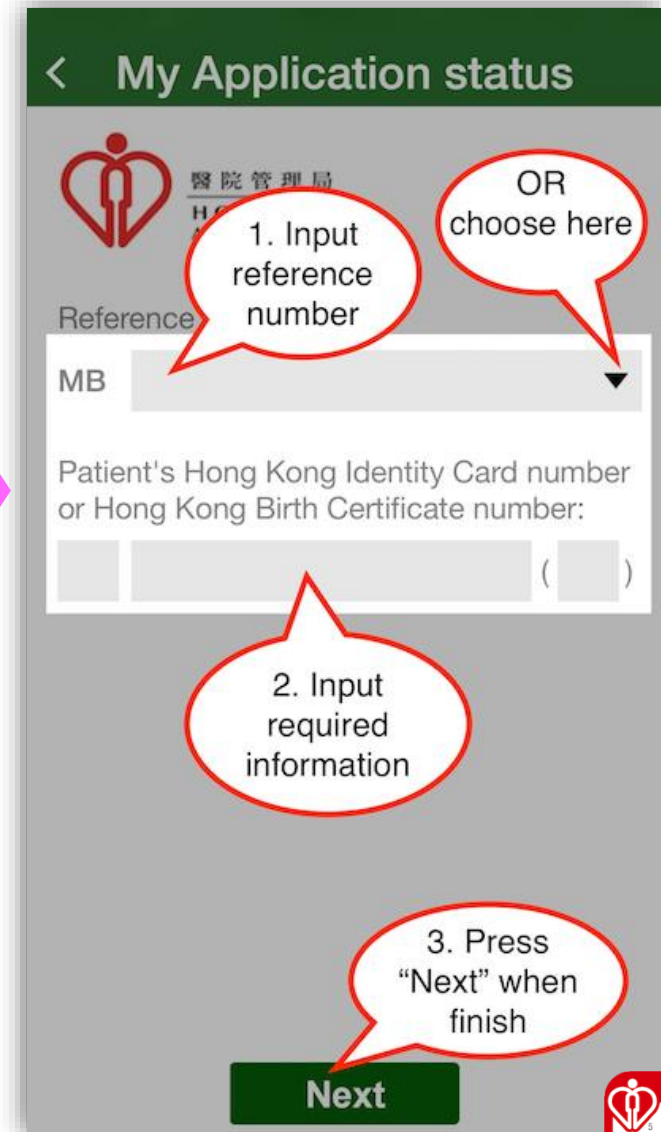 < My Application status
醫院管理局
H
A
OR
choose here
1. Input
reference
number
Reference
MB
Patient's Hong Kong Identity Card number
or Hong Kong Birth Certificate number:
( )
2. Input
required
information
3. Press
“Next” when
finish
Next
5